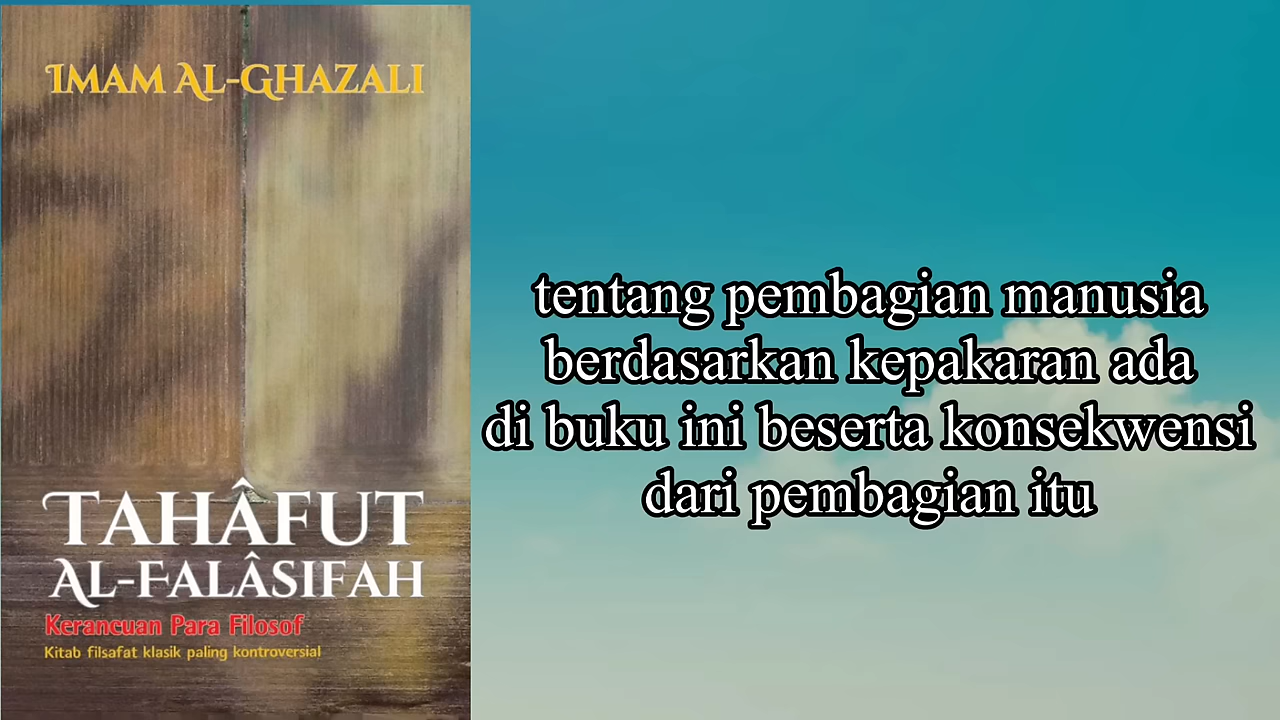 IMAM AL-GHAZALI
TAHÂFUT
AL-FALÂSIFAH
Kerancuan Para Filosof
Kitab filsafat klasik paling kontroversial
tentang pembagian manusia
berdasarkan kepakaran ada
di buku ini beserta konsekwensi
dari pembagian itu